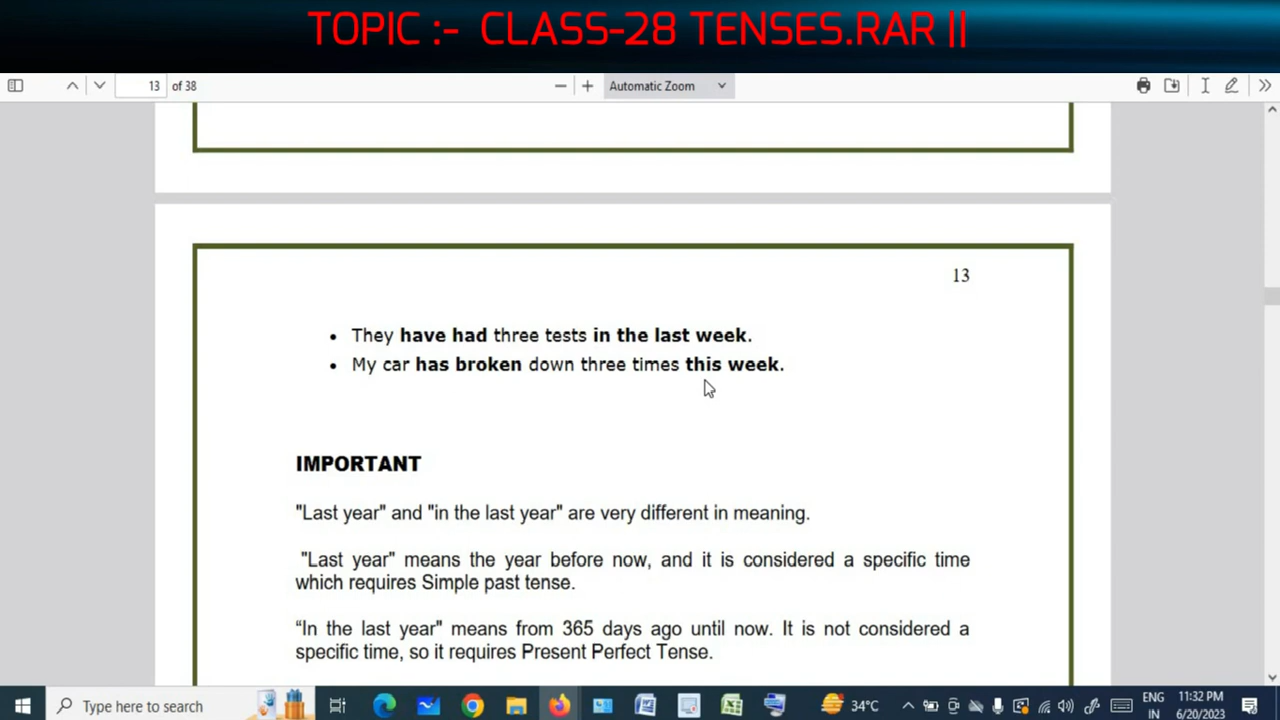 TOPIC :- CLASS-28 TENSES.RAR ||
13 of 38
Automatic Zoom
13
• They have had three tests in the last week.
• My car has broken down three times this week.
IMPORTANT
"Last year" and "in the last year" are very different in meaning.
"Last year" means the year before now, and it is considered a specific time
which requires Simple past tense.
“In the last year" means from 365 days ago until now. It is not considered a
specific time, so it requires Present Perfect Tense.
Type here to search
34°C
ENG
IN
11:32 PM
6/20/2023